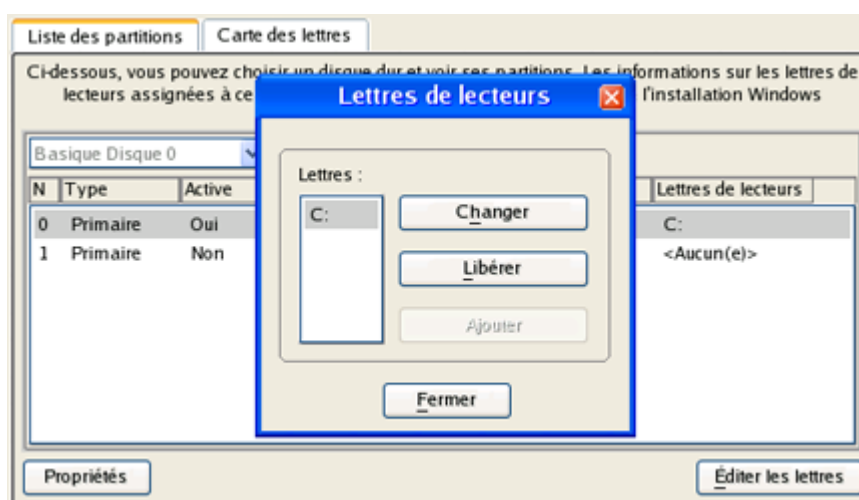 Liste des partitions
Carte des lettres
Ci-dessous, vous pouvez choisir un disque dur et voir ses partitions. Les informations sur les lettres de
lecteurs assignées à ce l'installation Windows
Basique Disque 0
N Type Active Lettres de lecteurs
0 Primaire Oui C:
1 Primaire Non <Aucun(e)>
Lettres de lecteurs
Lettres :
C:
Changer
Libérer
Ajouter
Fermer
Propriétés
Éditer les lettres